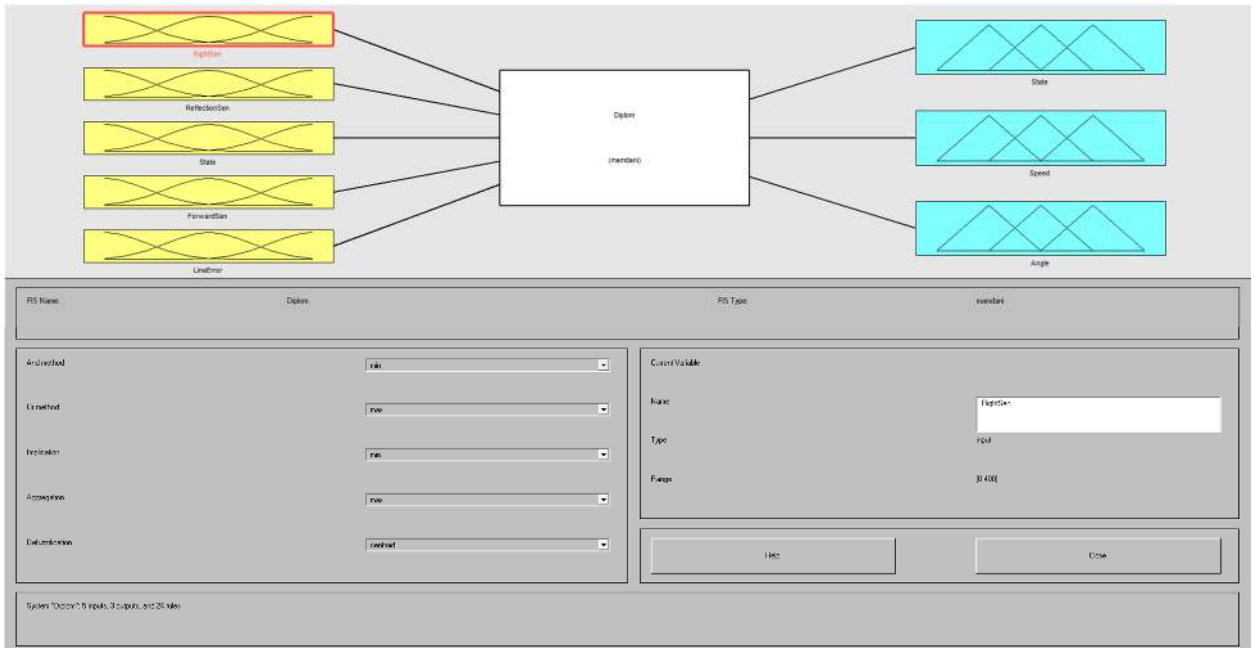 RightSen
ReflectionSen
State
ForwardSen
LineError
Diplom
(mamdani)
State
Speed
Angle
FIS Name: Diplom FIS Type: mamdani
And method min
Or method max
Implication min
Aggregation max
Defuzzification centroid
Current Variable
Name RightSen
Type input
Range [0 400]
Help Close
System "Diplom": 5 inputs, 3 outputs, and 24 rules